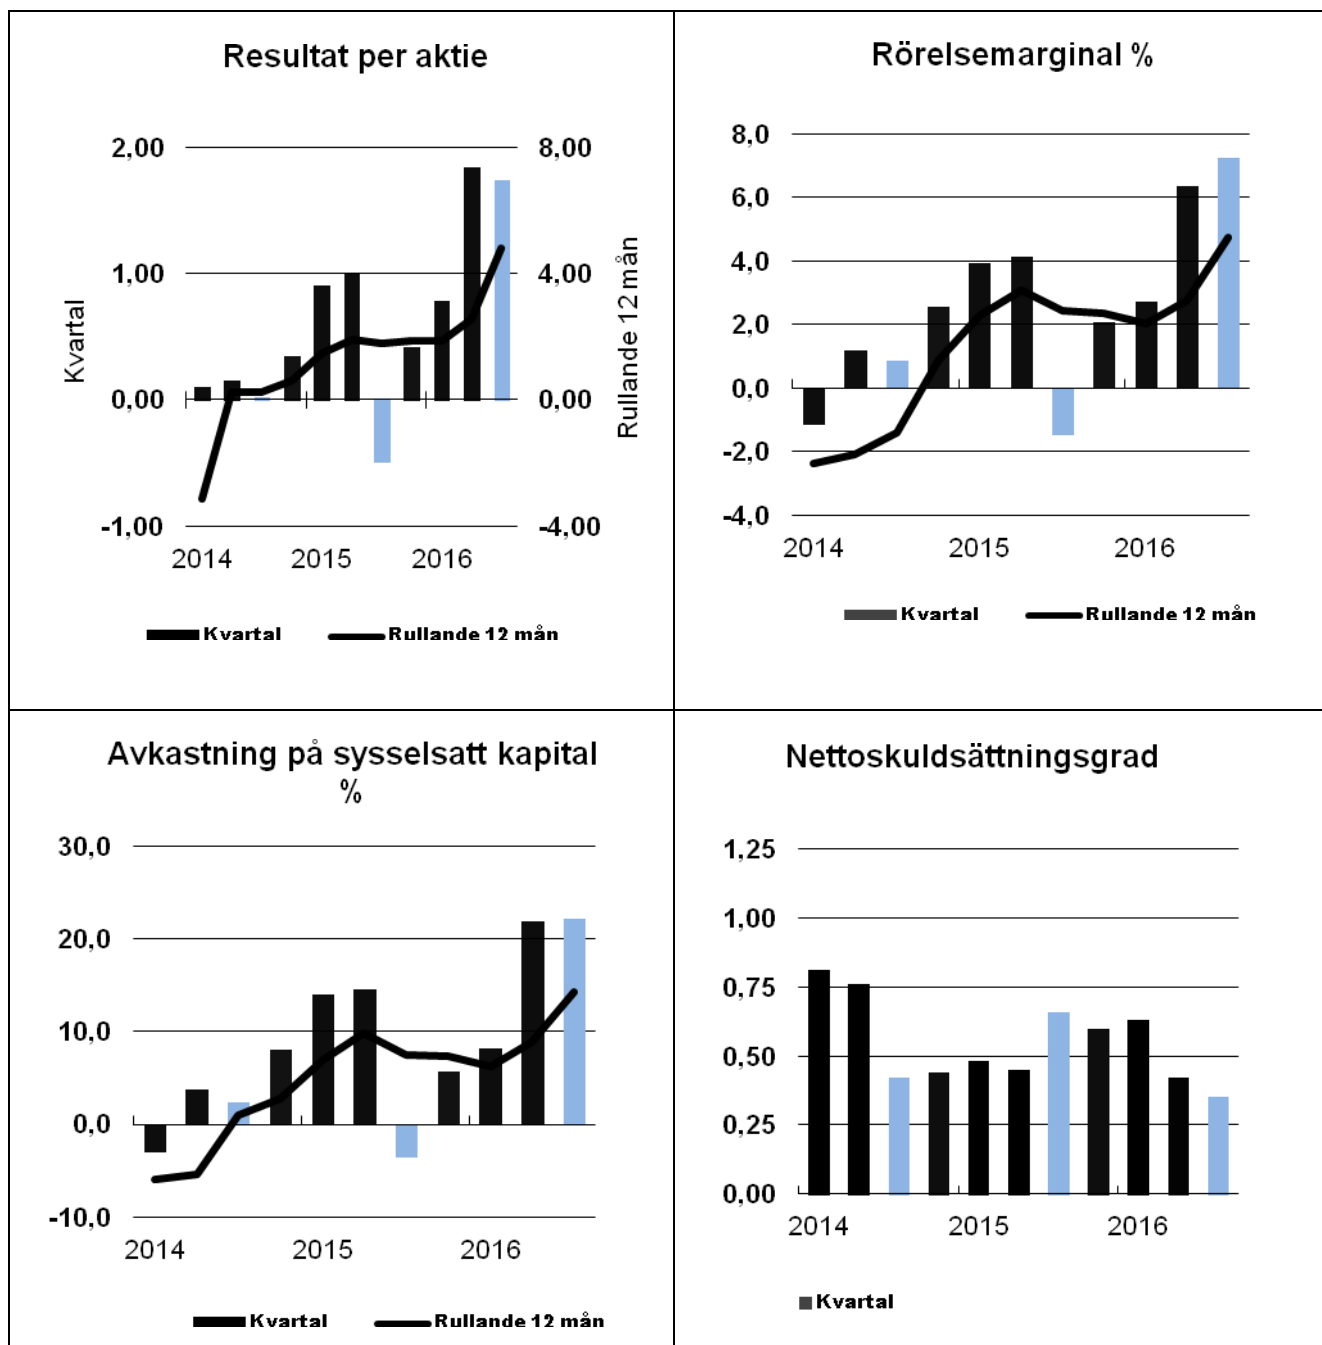 Resultat per aktie
2,00
1,00
0,00
-1,00
Kvartal
8,00
4,00
0,00
-4,00
Rullande 12 mån
2014 2015 2016
Kvartal Rullande 12 mån
Rörelsemarginal %
8,0
6,0
4,0
2,0
0,0
-2,0
-4,0
2014 2015 2016
Kvartal Rullande 12 mån
Avkastning på sysselsatt kapital
%
30,0
20,0
10,0
0,0
-10,0
2014 2015 2016
Kvartal Rullande 12 mån
Nettoskuldsättningsgrad
1,25
1,00
0,75
0,50
0,25
0,00
2014 2015 2016
Kvartal